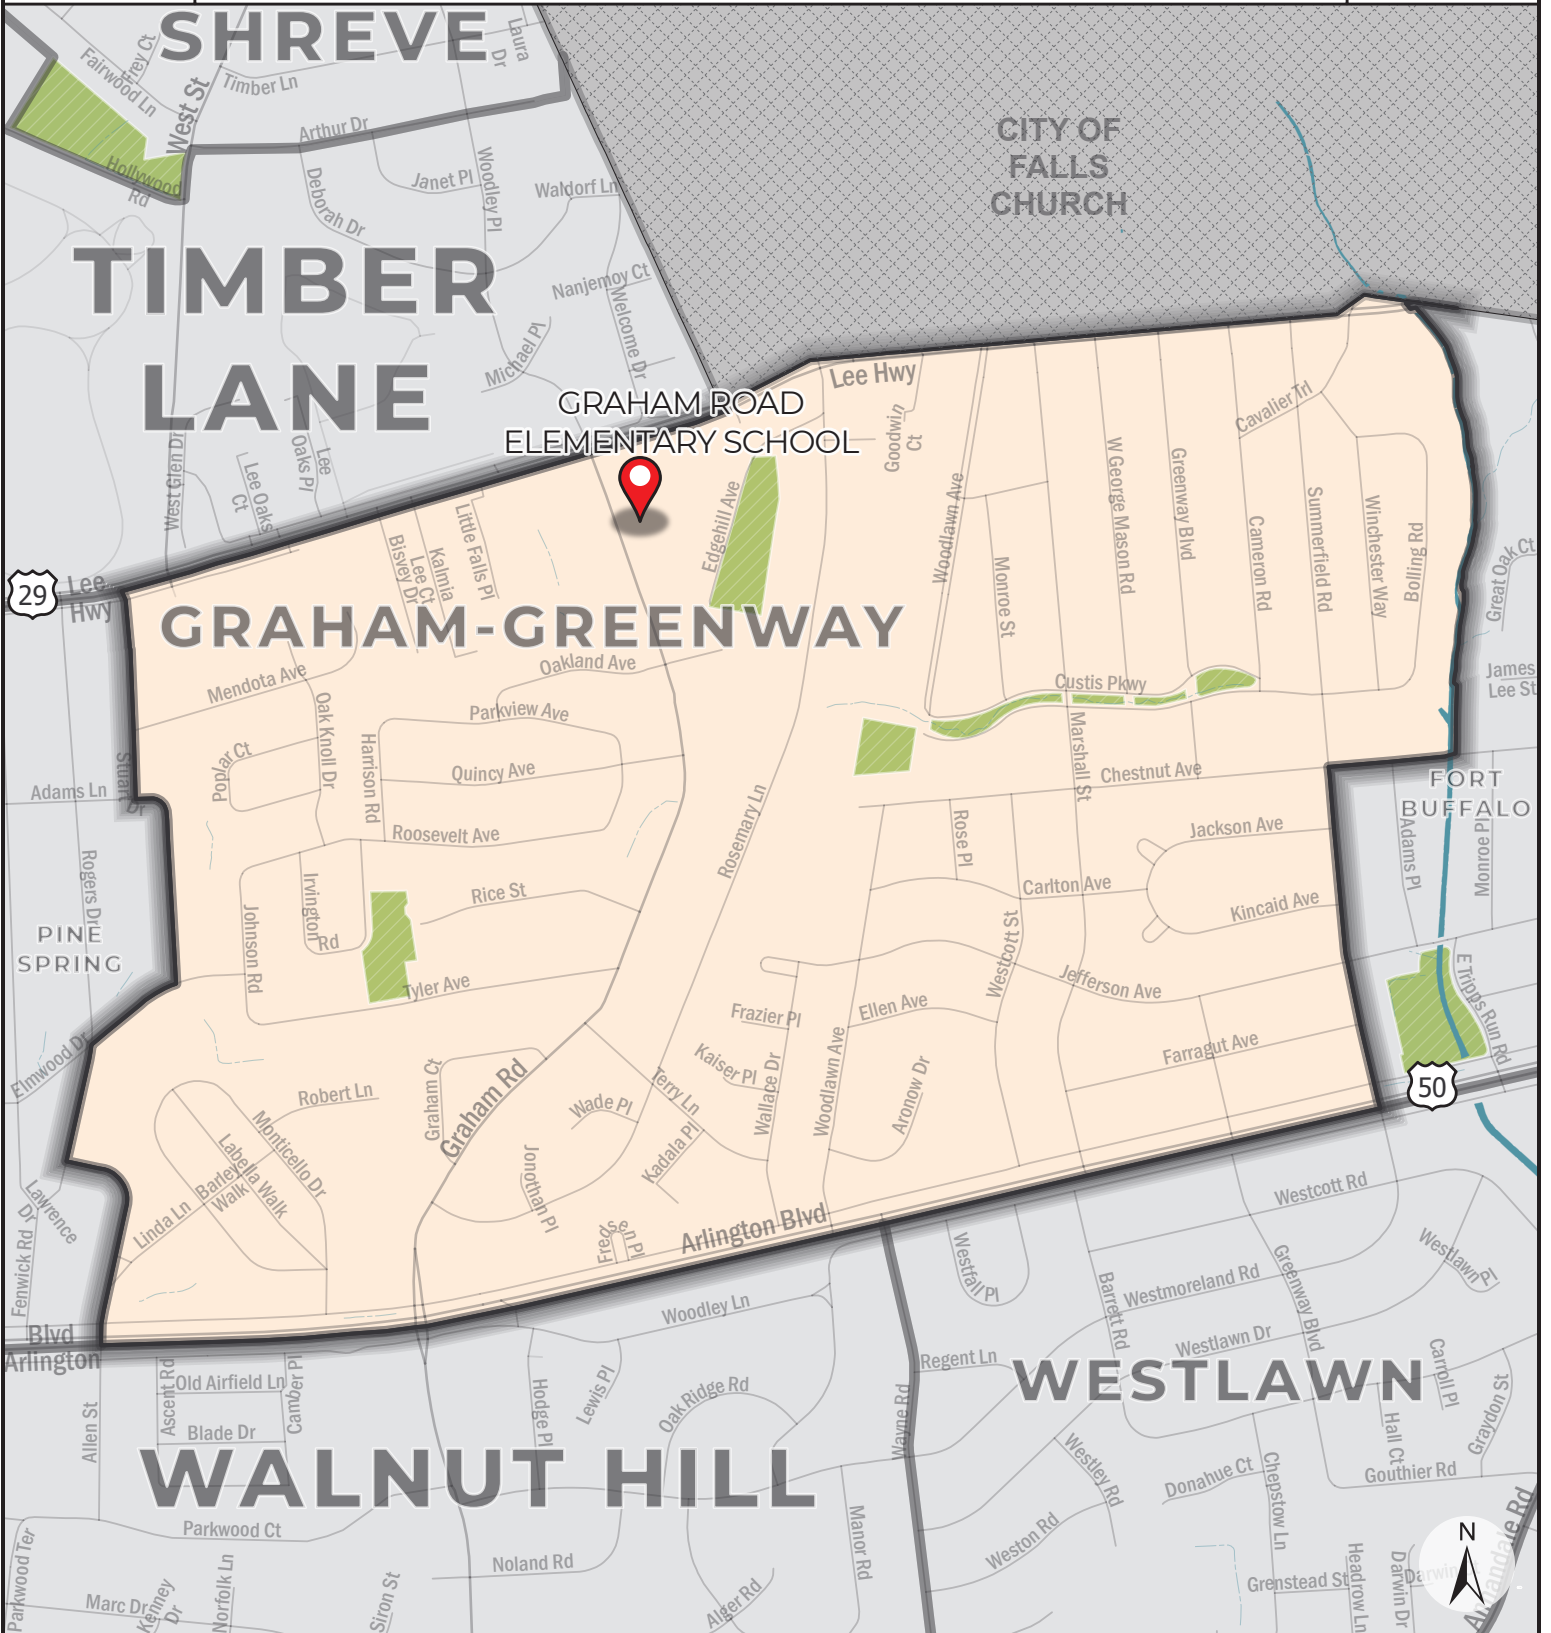 SHREVE
Laura
Dr
Frey Ct
Fairwood Ln
Timber Ln
West St
Arthur Dr
Hollywood
Rd
Janet Pl
Woodley Pl
Waldorf Ln
Deborah Dr
CITY OF
FALLS
CHURCH
TIMBER
LANE
Nanjemoy Ct
Welcome Dr
Michael Pl
Lee Hwy
GRAHAM ROAD
ELEMENTARY SCHOOL
Goodwin
Ct
Cavalier Trl
West Glen Dr
Lee Oaks
Ct
Lee
Oaks Pl
Edgehill Ave
Woodlawn Ave
W George Mason Rd
Greenway Blvd
Cameron Rd
Summerfield Rd
Winchester Way
Bolling Rd
Great Oak Ct
Bisvey Dr
Kalmia
Lee Ct
Little Falls Pl
Monroe St
29
Lee
Hwy
GRAHAM-GREENWAY
Mendota Ave
Oakland Ave
Custis Pkwy
James
Lee St
Oak Knoll Dr
Parkview Ave
Harrison Rd
Poplar Ct
Quincy Ave
Marshall St
Chestnut Ave
Stuart
Dr
Adams Ln
FORT
BUFFALO
Roosevelt Ave
Rosemary Ln
Rose Pl
Jackson Ave
Adams Pl
Monroe Pl
Rogers Dr
Irvington
Rd
Rice St
Carlton Ave
Kincaid Ave
PINE
SPRING
Johnson Rd
Westcott St
Tyler Ave
Jefferson Ave
E Tripps Run Rd
Frazier Pl
Ellen Ave
Farragut Ave
Elmwood Dr
Kaiser Pl
Wallace Dr
Woodlawn Ave
Aronow Dr
50
Robert Ln
Graham Ct
Graham Rd
Terry Ln
Wade Pl
Kadala Pl
Monticello Dr
Labella Walk
Barley
Walk
Linda Ln
Jonothan Pl
Fredsen Pl
Arlington Blvd
Lawrence
Dr
Fenwick Rd
Westcott Rd
Westfall Pl
Westlawn Pl
Greenway Blvd
Barrett Rd
Westmoreland Rd
Woodley Ln
Blvd
Arlington
Westlawn Dr
Regent Ln
WESTLAWN
Carroll Pl
Ascent Rd
Old Airfield Ln
Camber Pl
Hodge Pl
Lewis Pl
Oak Ridge Rd
Wayne Rd
Hall Ct
Graydon St
Allen St
Blade Dr
WALNUT HILL
Westley Rd
Donahue Ct
Chepstow Ln
Gouthier Rd
Parkwood Ct
Manor Rd
Weston Rd
N
Annandale Rd
Parkwood Ter
Noland Rd
Headrow Ln
Darwin Dr
Darwin
Grenstead St
Marc Dr
Kenney
Dr
Norfolk Ln
Siron St
Alger Rd